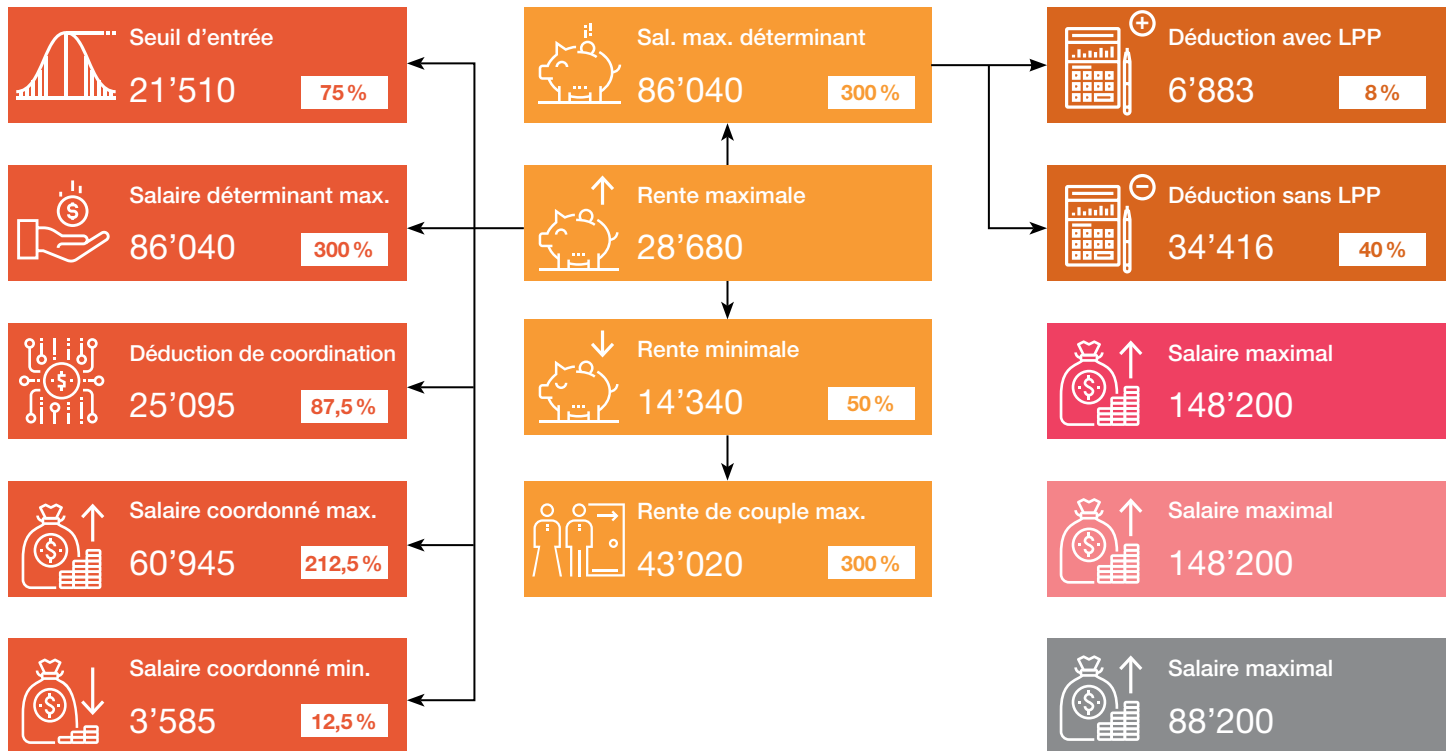 Seuil d’entrée
21’510
75 %
Salaire déterminant max.
86’040
300 %
Déduction de coordination
25’095
87,5 %
Salaire coordonné max.
60’945
212,5 %
Salaire coordonné min.
3’585
12,5 %
Sal. max. déterminant
86’040
300 %
Rente maximale
28’680
Rente minimale
14’340
50 %
Rente de couple max.
43’020
300 %
Déduction avec LPP
6’883
8 %
Déduction sans LPP
34’416
40 %
Salaire maximal
148’200
Salaire maximal
148’200
Salaire maximal
88’200